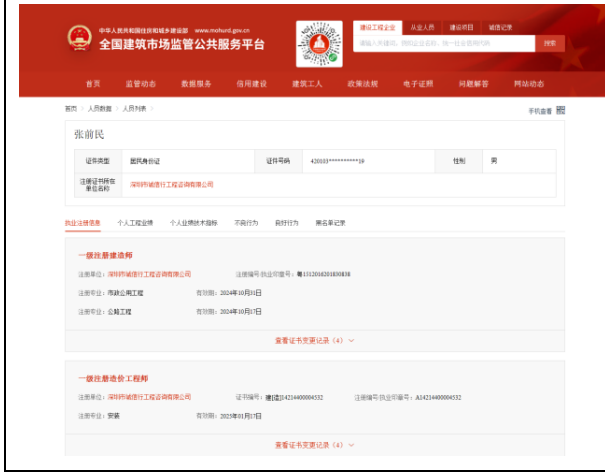 中华人民共和国住房和城乡建设部 www.mohurd.gov.cn
全国建筑市场监管公共服务平台
建设工程企业 从业人员 建设项目 诚信记录
搜索
首页 监管动态 数据服务 信用建设 建筑工人 政策法规 电子证照 问题解答 网站动态
首页 人员数据 人员列表
手机查看
张前民
证件类型 居民身份证 证件号码 420103**********19 性别 男
注册证书所在单位名称 深圳市诚信行工程咨询有限公司
执业注册信息 个人工程业绩 个人业绩技术指标 不良行为 良好行为 黑名单记录
一级注册建造师
注册单位：深圳市诚信行工程咨询有限公司 注册编号/执业印章号：粤1312016201630838
注册专业：市政公用工程 有效期：2024年10月31日
注册专业：公路工程 有效期：2024年10月17日
查看证书变更记录（4）
一级注册造价工程师
注册单位：深圳市诚信行工程咨询有限公司 证书编号：建[造]14214400004532 注册编号/执业印章号：A14214400004532
注册专业：安装 有效期：2025年01月17日
查看证书变更记录（4）